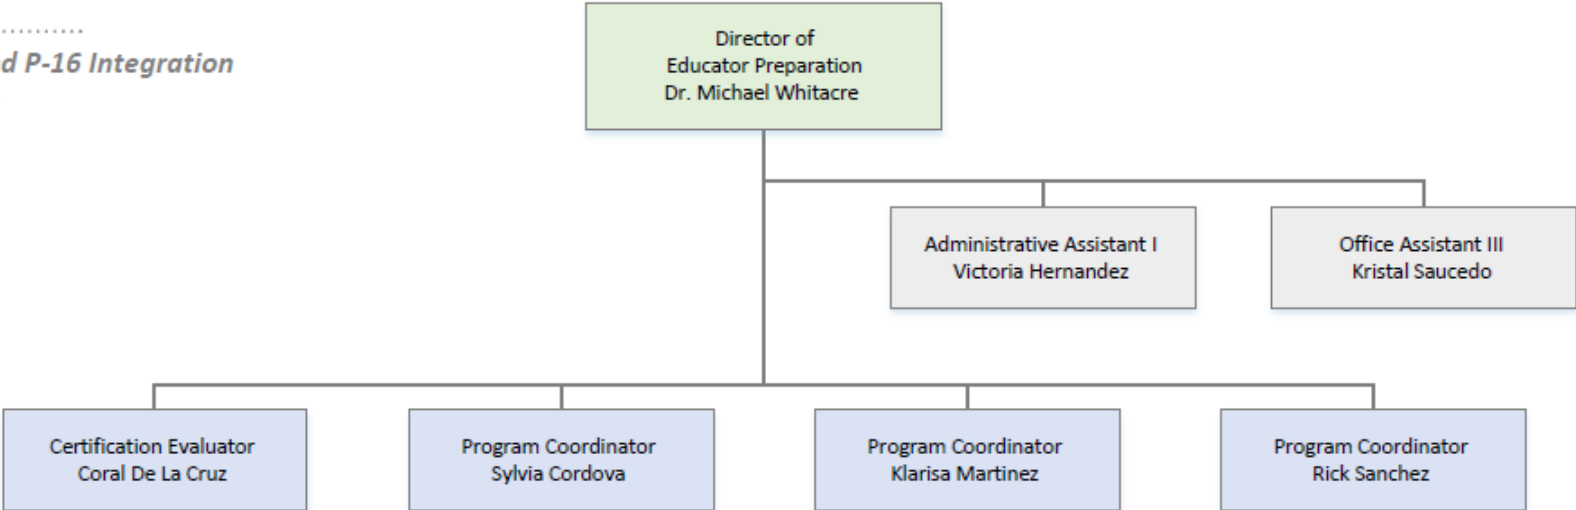 ..........
P-16 Integration
Director of
Educator Preparation
Dr. Michael Whitacre
Administrative Assistant I
Victoria Hernandez
Office Assistant III
Kristal Saucedo
Certification Evaluator
Coral De La Cruz
Program Coordinator
Sylvia Cordova
Program Coordinator
Klarisa Martinez
Program Coordinator
Rick Sanchez